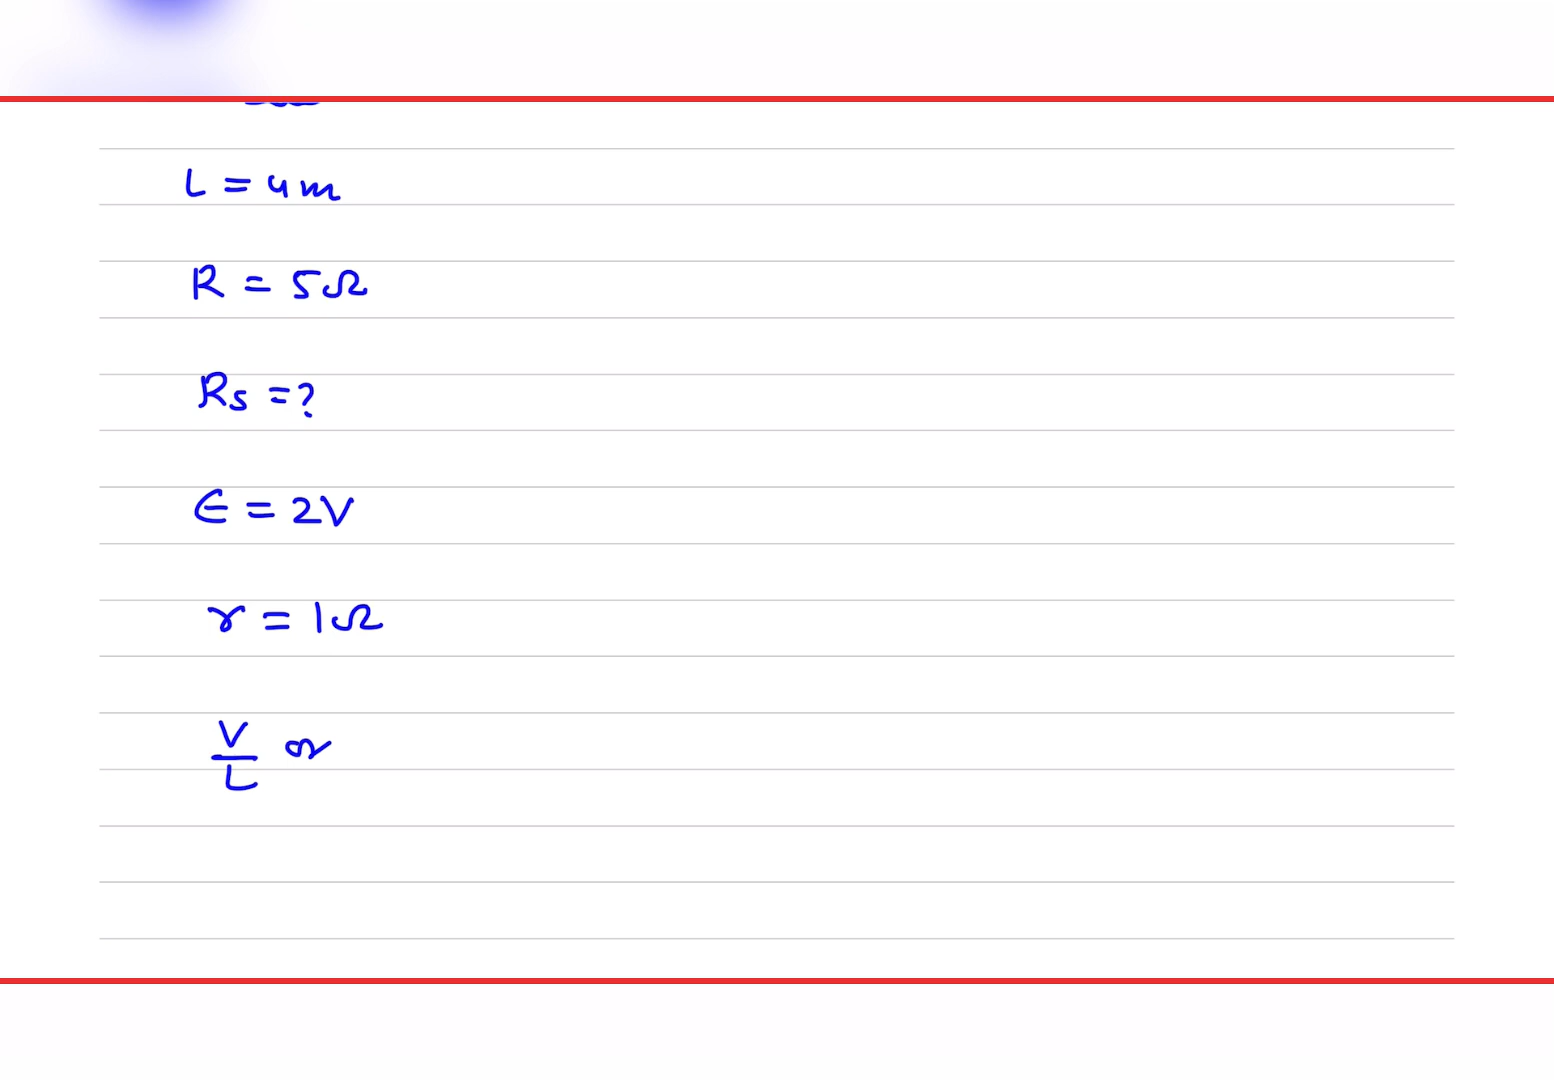 L = 4m
R = 5Ω
Rs = ?
ϵ = 2V
r = 1Ω
V/L or